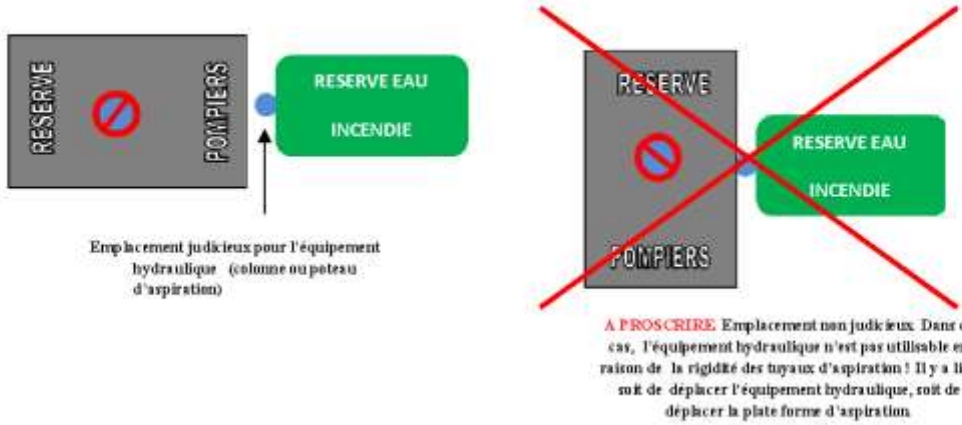 RESERVE
POMPIERS
RESERVE EAU
INCENDIE
Emplacement judicieux pour l'équipement
hydraulique (colonne ou poteau
d'aspiration)
RESERVE
POMPIERS
RESERVE EAU
INCENDIE
A PROSCRIRE Emplacement non judicieux. Dans
cas, l'équipement hydraulique n'est pas utilisable
raison de la rigidité des tuyaux d'aspiration ! Il y a
soit de déplacer l'équipement hydraulique, soit de
déplacer la plate forme d'aspiration